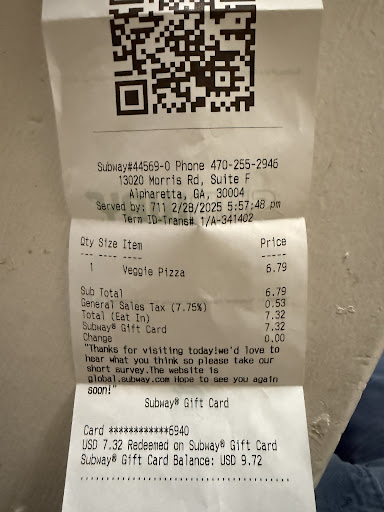 Subway#44569-0 Phone 470-255-2946
13020 Morris Rd, Suite F
Alpharetta, GA, 30004
Served by: 711 2/28/2025 5:57:48 pm
Term ID-Trans# 1/A-341402
Qty Size Item Price
--- ---- ---- -----
1 Veggie Pizza 6.79
Sub Total 6.79
General Sales Tax (7.75%) 0.53
Total (Eat In) 7.32
Subway® Gift Card 7.32
Change 0.00
"Thanks for visiting today!we'd love to
hear what you think so please take our
short survey.The website is
global.subway.com Hope to see you again
soon!"
Subway® Gift Card
Card ************6940
USD 7.32 Redeemed on Subway® Gift Card
Subway® Gift Card Balance: USD 9.72